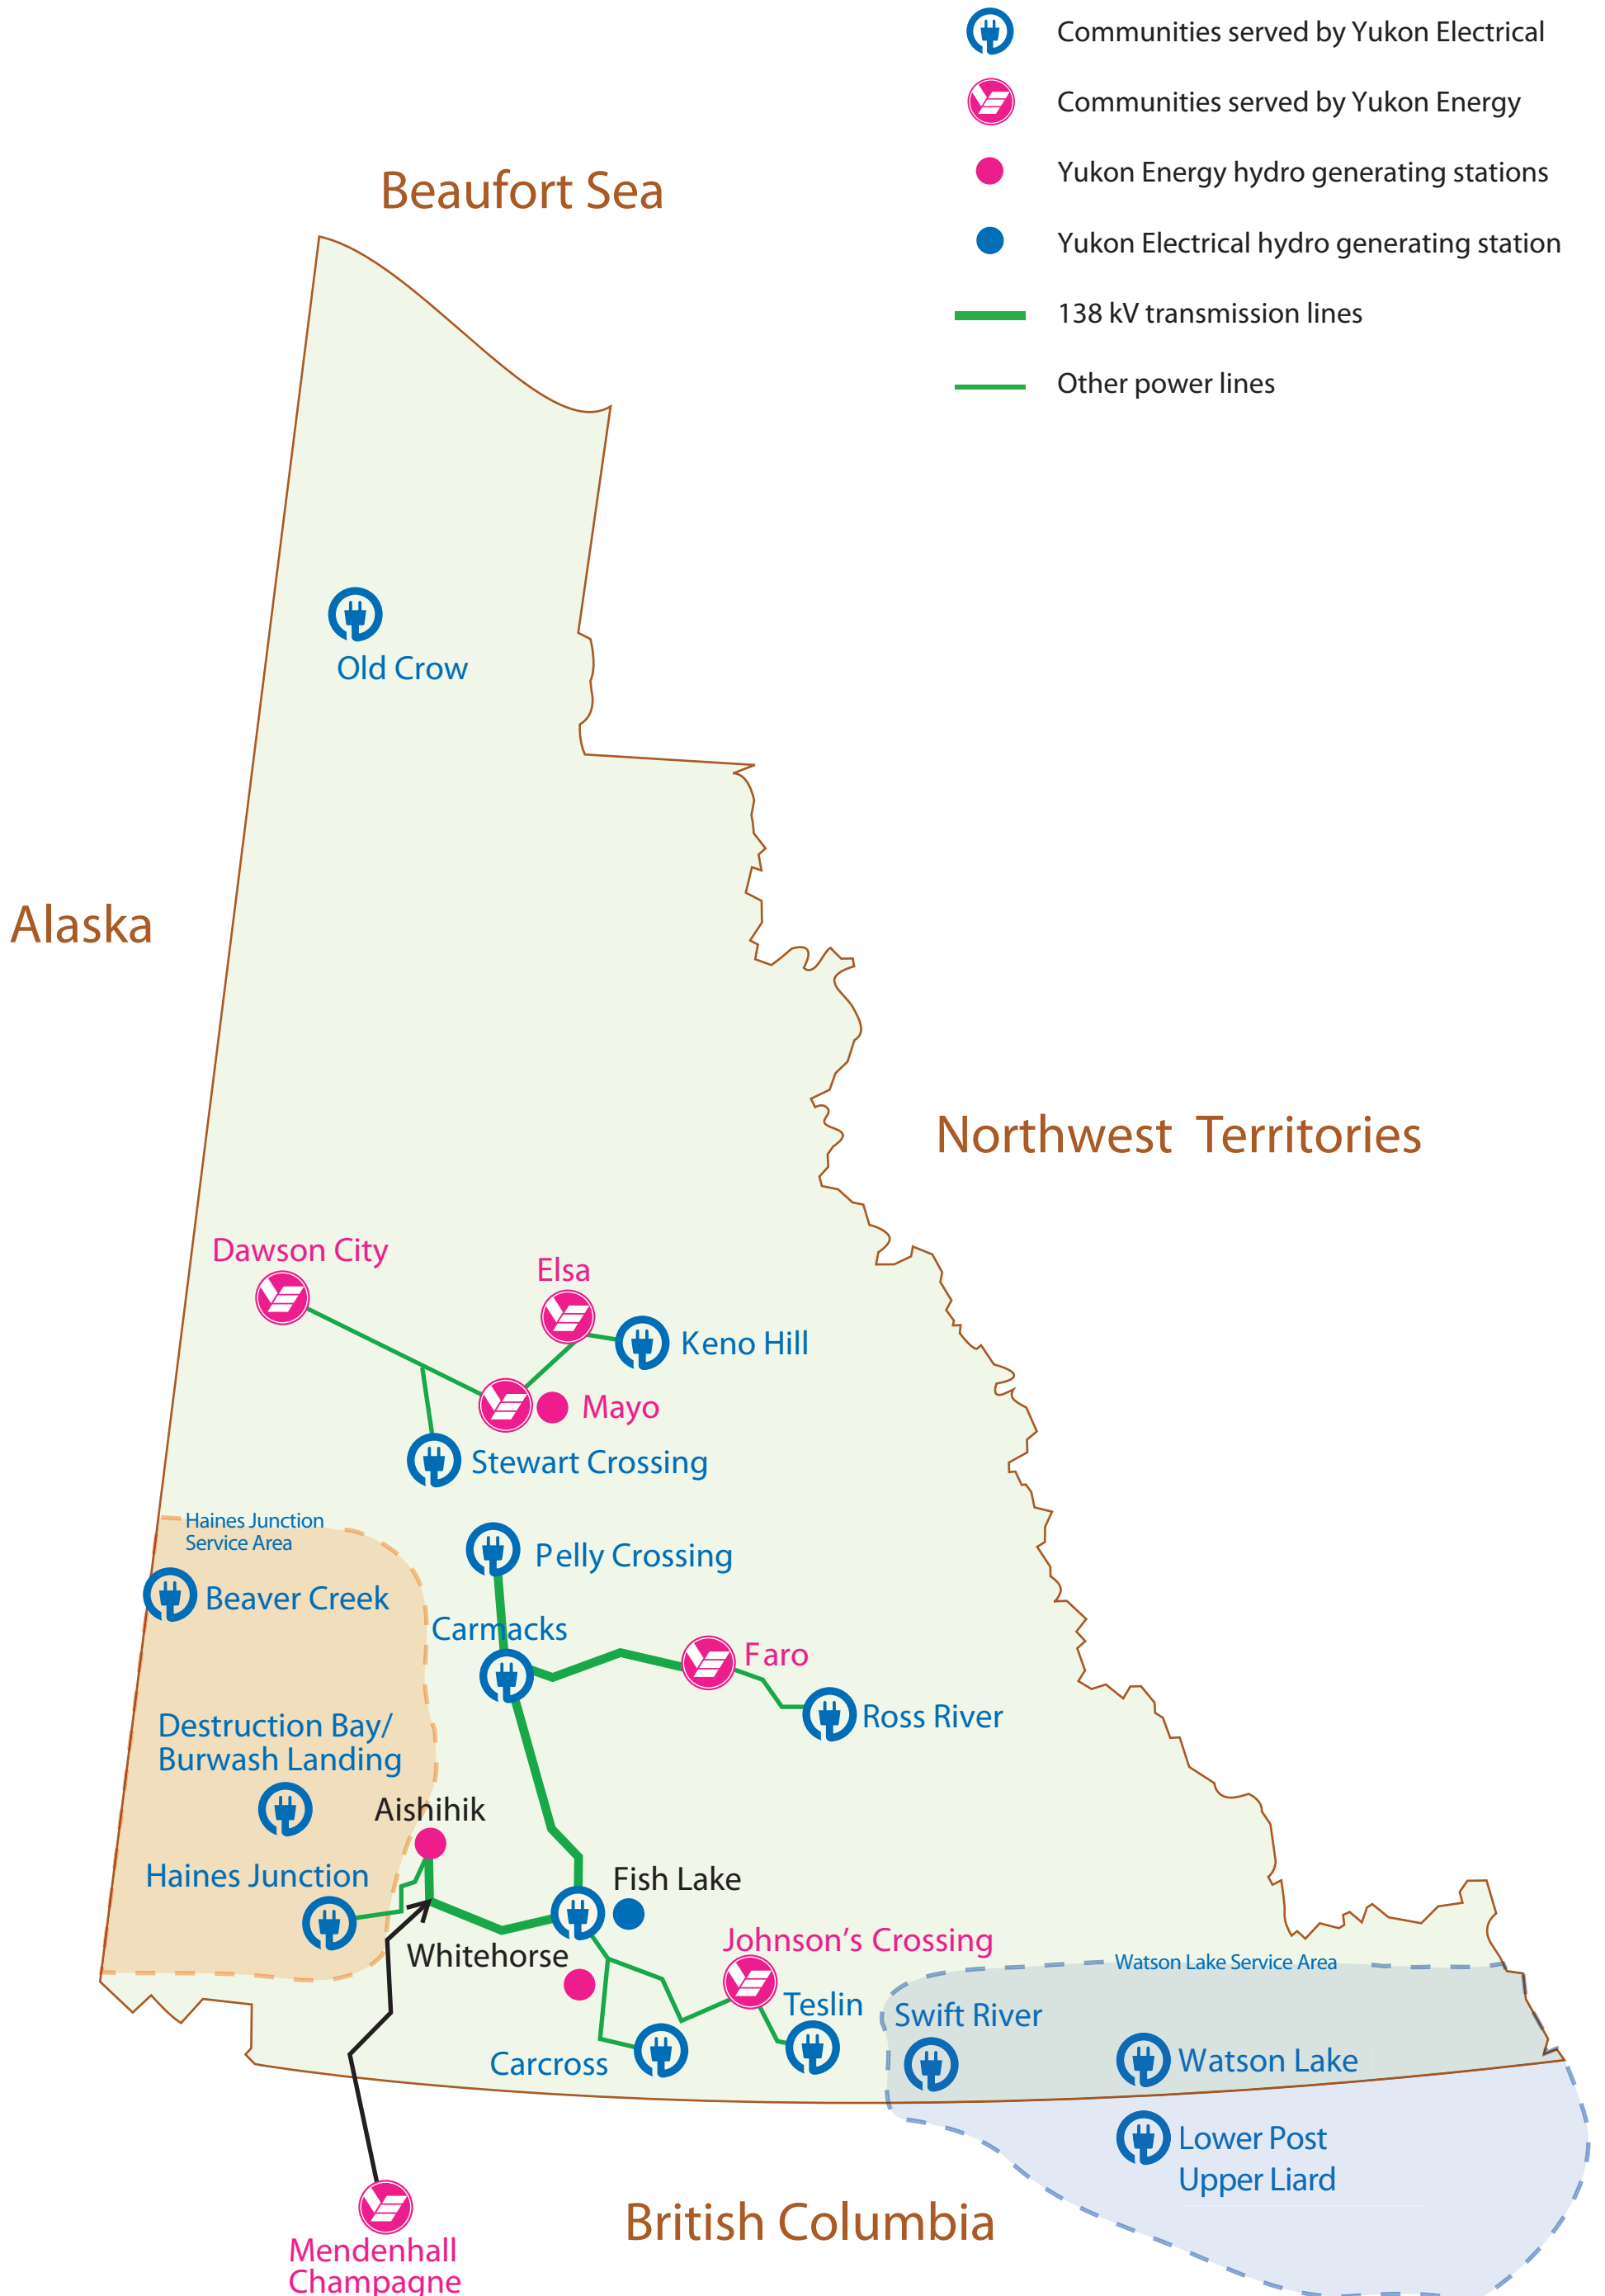 Communities served by Yukon Electrical
Communities served by Yukon Energy
Yukon Energy hydro generating stations
Yukon Electrical hydro generating station
138 kV transmission lines
Other power lines
Beaufort Sea
Old Crow
Alaska
Northwest Territories
Dawson City
Elsa
Keno Hill
Mayo
Stewart Crossing
Haines Junction
Service Area
Pelly Crossing
Beaver Creek
Carmacks
Faro
Ross River
Destruction Bay/
Burwash Landing
Aishihik
Haines Junction
Fish Lake
Whitehorse
Johnson's Crossing
Watson Lake Service Area
Teslin
Swift River
Carcross
Watson Lake
Lower Post
Upper Liard
British Columbia
Mendenhall
Champagne